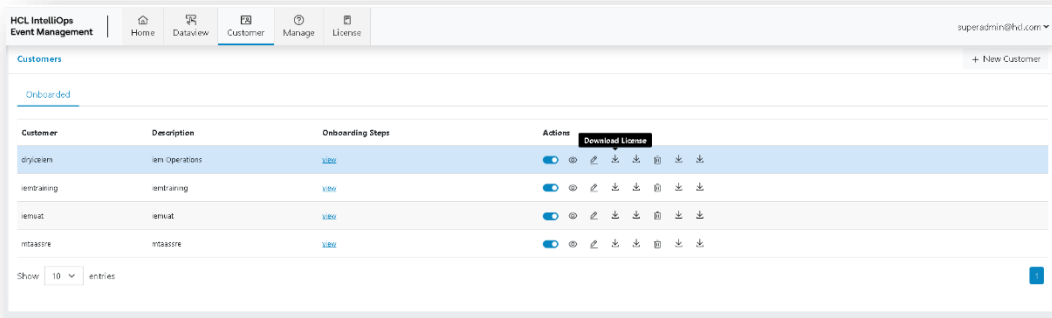 HCL IntelliOps
Event Management
Home
Dataview
Customer
Manage
License
superadmin@hcl.com
Customers
+ New Customer
Onboarded
Customer Description Onboarding Steps Actions
Download License
dryiceiem iem Operations view
iemtraining iemtraining view
iemuat iemuat view
mtaassre mtaassre view
Show 10 entries
1